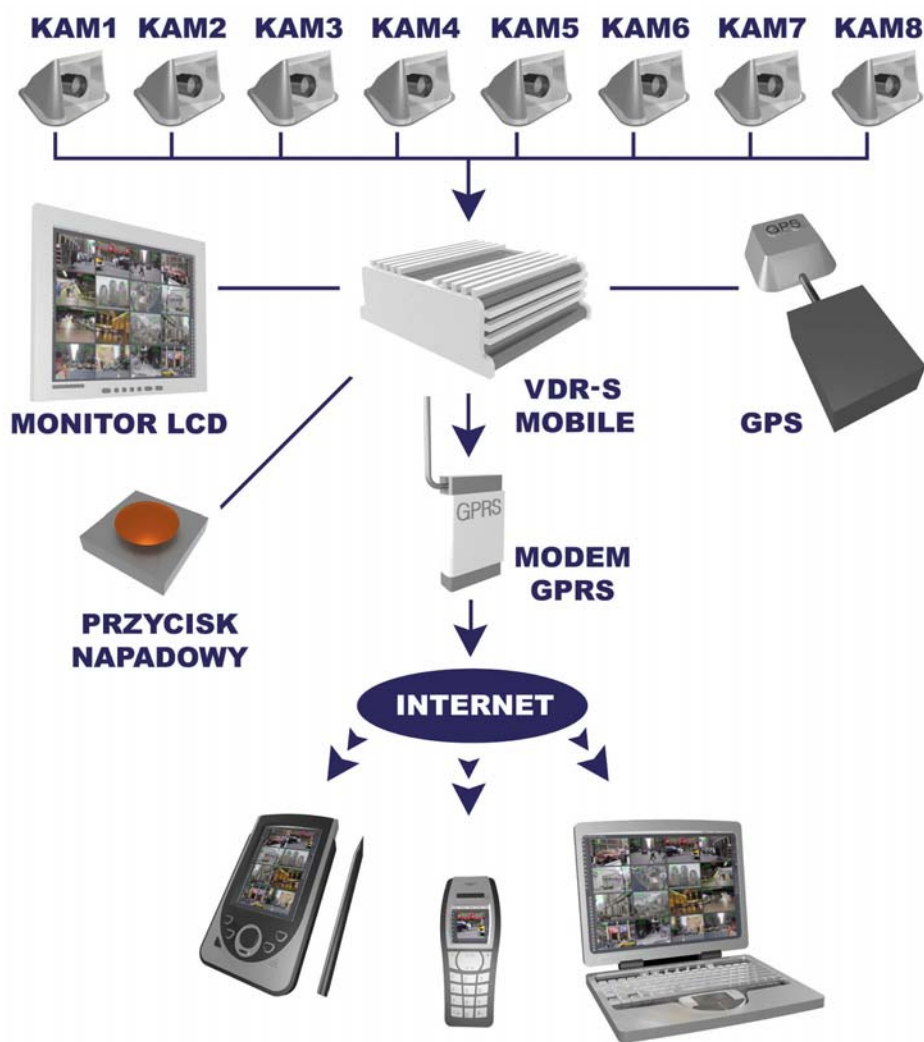 KAM1 KAM2 KAM3 KAM4 KAM5 KAM6 KAM7 KAM8
GPS
MONITOR LCD
VDR-S
MOBILE
GPS
GPRS
MODEM
GPRS
PRZYCISK
NAPADOWY
INTERNET